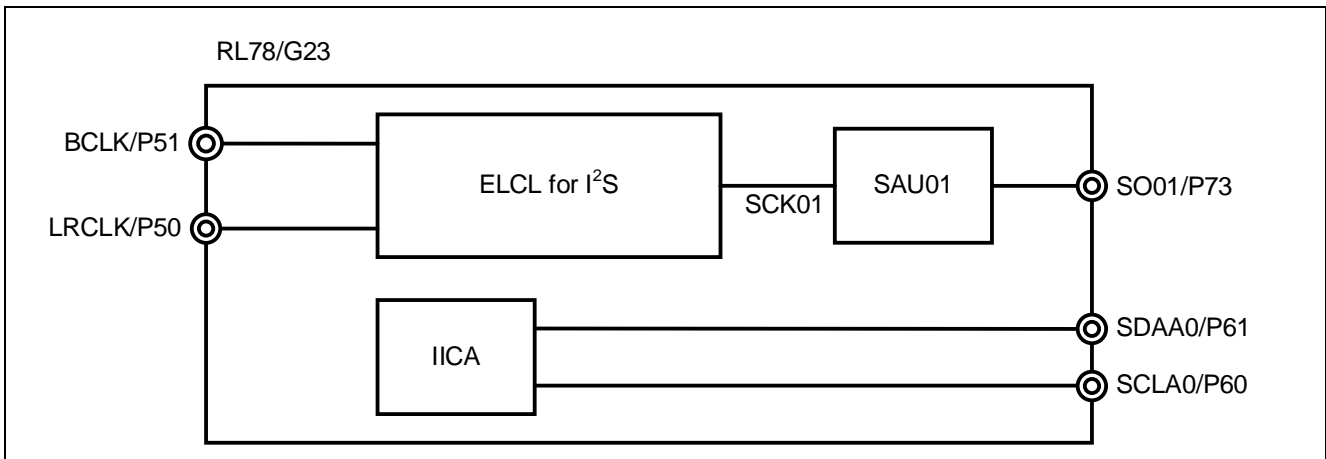 RL78/G23
BCLK/P51
LRCLK/P50
ELCL for I²S
SCK01
SAU01
SO01/P73
IICA
SDAA0/P61
SCLA0/P60